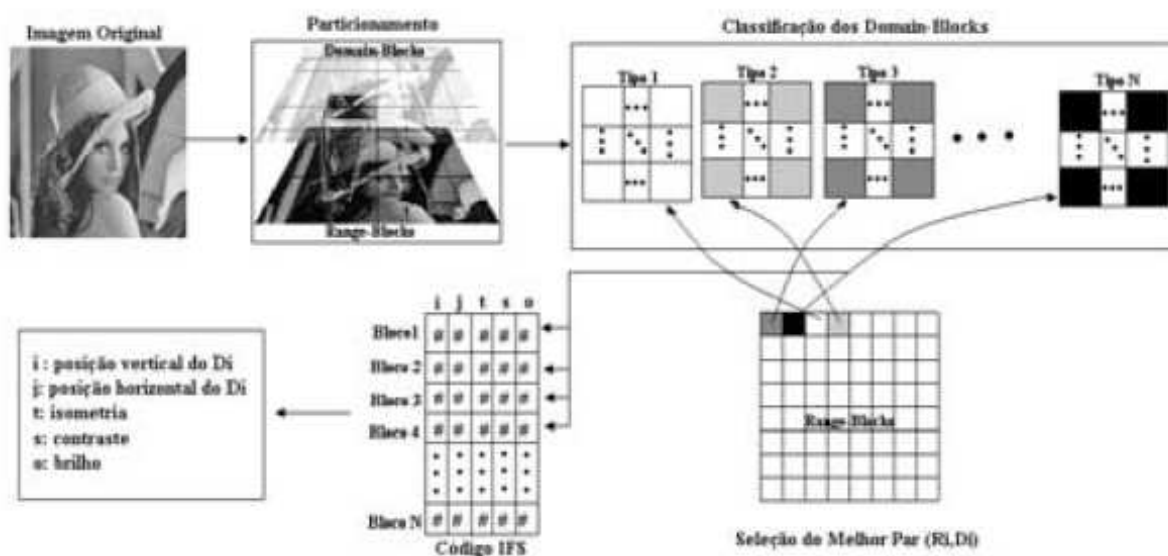 Imagem Original
Particionamento
Domain-Blocks
Range-Blocks
Classificação dos Domain-Blocks
Tipo 1
Tipo 2
Tipo 3
Tipo N
i j t s o
Bloco1 # # # # #
Bloco 2 # # # # #
Bloco 3 # # # # #
Bloco 4 # # # # #
Bloco N # # # # #
Código IFS
i : posição vertical do Di
j: posição horizontal do Di
t: isometria
s: contraste
o: brilho
Range-Blocks
Seleção do Melhor Par (Ri,Di)